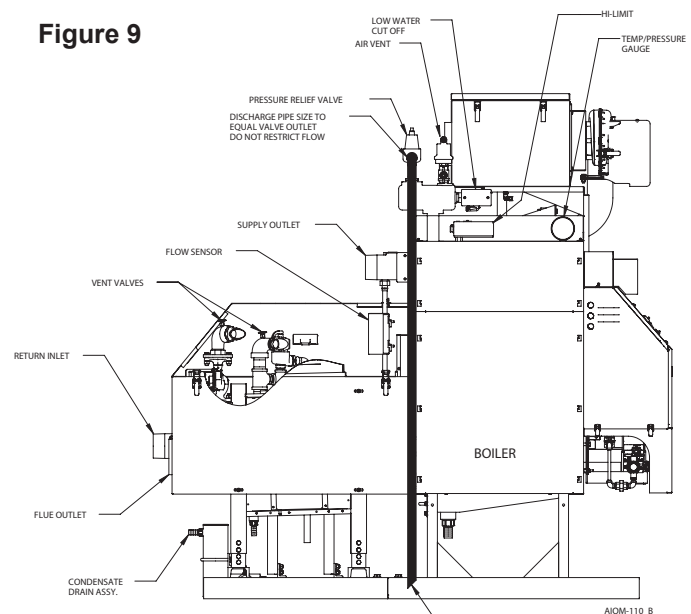 Figure 9
HI-LIMIT
LOW WATER
CUT OFF
AIR VENT
TEMP/PRESSURE
GAUGE
PRESSURE RELIEF VALVE
DISCHARGE PIPE SIZE TO
EQUAL VALVE OUTLET
DO NOT RESTRICT FLOW
SUPPLY OUTLET
FLOW SENSOR
VENT VALVES
RETURN INLET
BOILER
FLUE OUTLET
CONDENSATE
DRAIN ASSY.
AIOM-110_B